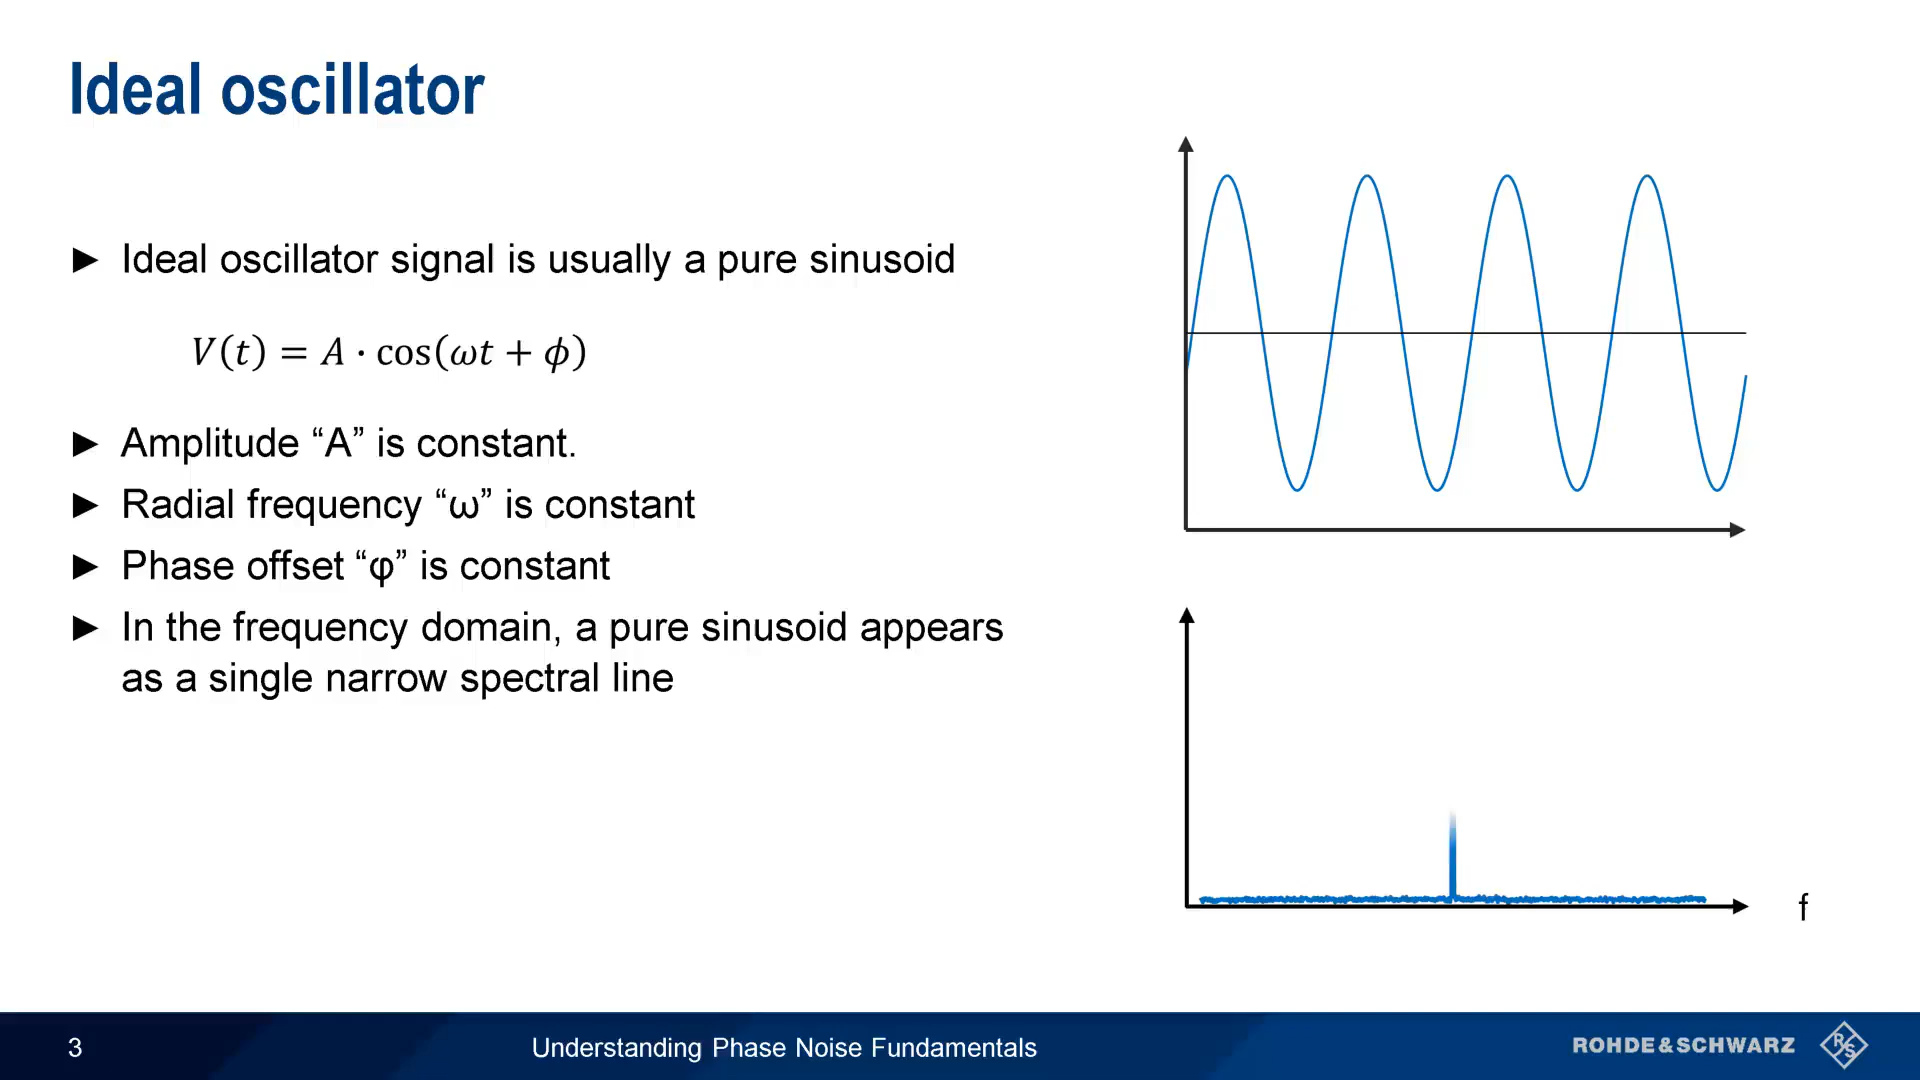 Ideal oscillator
► Ideal oscillator signal is usually a pure sinusoid
V(t) = A · cos(ωt + ϕ)
► Amplitude “A” is constant.
► Radial frequency “ω” is constant
► Phase offset “φ” is constant
► In the frequency domain, a pure sinusoid appears
as a single narrow spectral line
f
3
Understanding Phase Noise Fundamentals
ROHDE&SCHWARZ
R&S